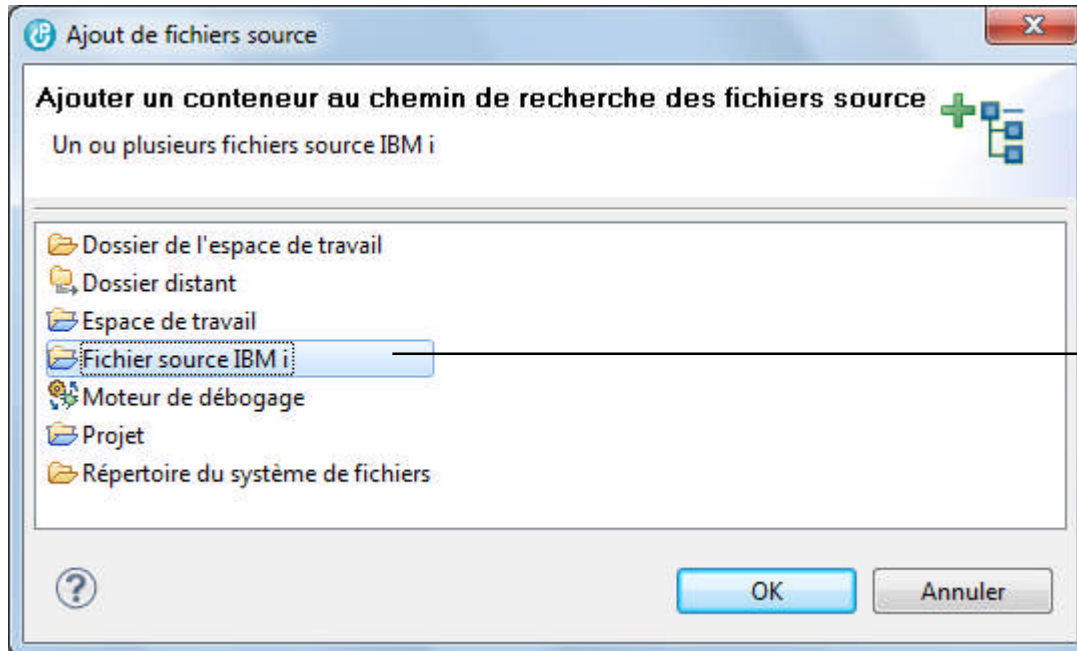 Ajout de fichiers source
Ajouter un conteneur au chemin de recherche des fichiers source
Un ou plusieurs fichiers source IBM i
Dossier de l'espace de travail
Dossier distant
Espace de travail
Fichier source IBM i
Moteur de débogage
Projet
Répertoire du système de fichiers
OK
Annuler